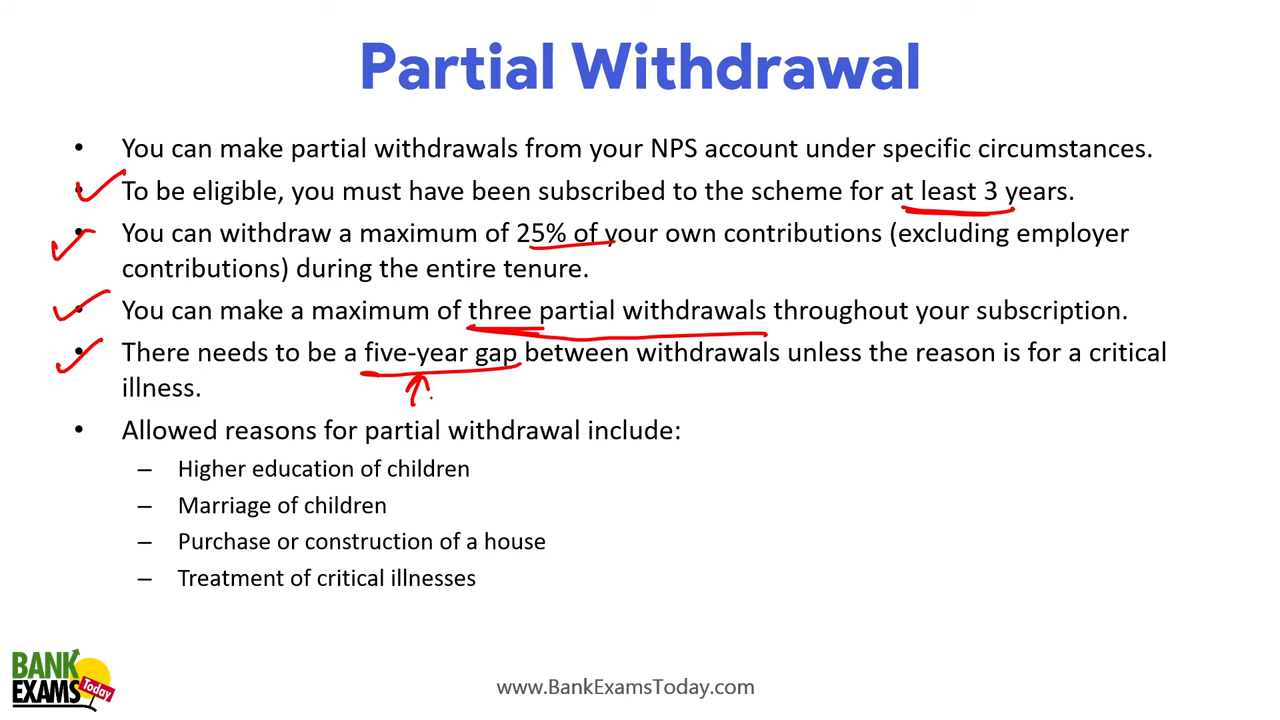 Partial Withdrawal
• You can make partial withdrawals from your NPS account under specific circumstances.
• To be eligible, you must have been subscribed to the scheme for at least 3 years.
• You can withdraw a maximum of 25% of your own contributions (excluding employer
contributions) during the entire tenure.
• You can make a maximum of three partial withdrawals throughout your subscription.
• There needs to be a five-year gap between withdrawals unless the reason is for a critical
illness.
• Allowed reasons for partial withdrawal include:
– Higher education of children
– Marriage of children
– Purchase or construction of a house
– Treatment of critical illnesses
BANK
EXAMS
Today
www.BankExamsToday.com